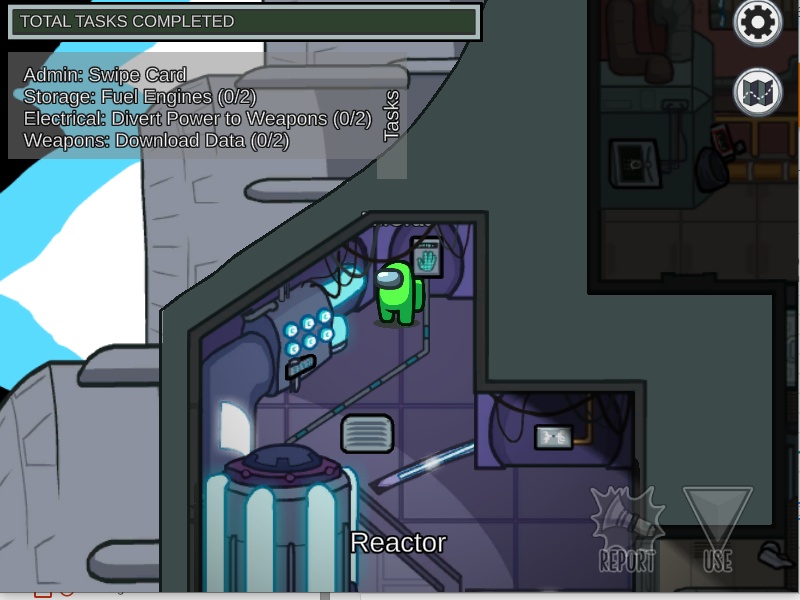 TOTAL TASKS COMPLETED
Admin: Swipe Card
Storage: Fuel Engines (0/2)
Electrical: Divert Power to Weapons (0/2)
Weapons: Download Data (0/2)
Tasks
Reactor
REPORT
USE